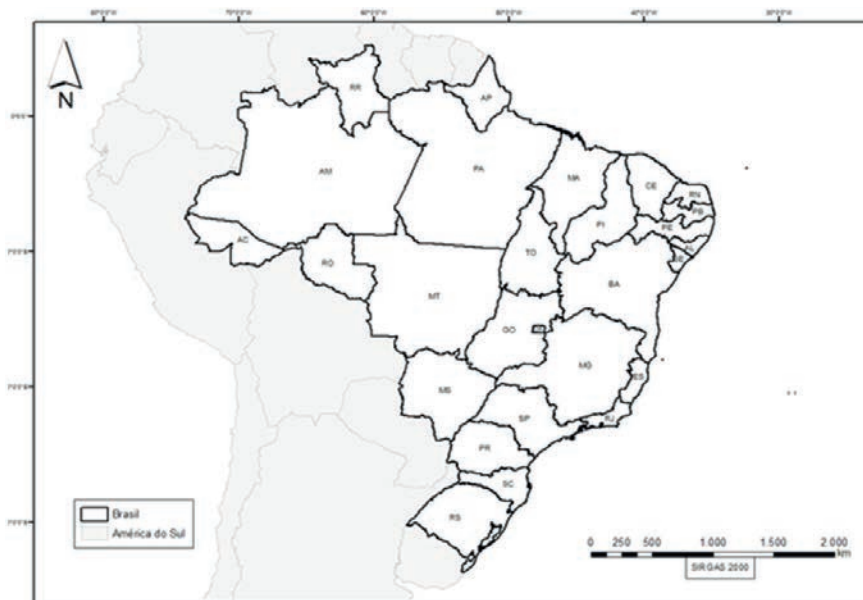 N
RR
AP
AM
PA
MA
CE
RN
PB
PE
AL
SE
PI
AC
RO
TO
BA
MT
GO
MG
ES
MS
SP
RJ
PR
SC
RS
Brasil
América do Sul
0 250 500 1.000 1.500 2.000
km
SIRGAS 2000